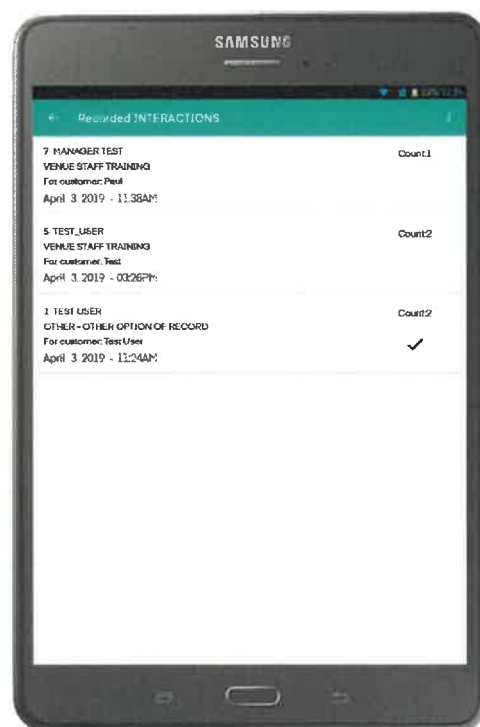 SAMSUNG
Recorded INTERACTIONS
7 MANAGER TEST
Count:1
VENUE STAFF TRAINING
For customer: Paul
April 3 2019 - 11:38AM
5 TEST_USER
Count:2
VENUE STAFF TRAINING
For customer: Test
April 3 2019 - 03:26PM
1 TEST USER
Count:2
OTHER - OTHER OPTION OF RECORD
For customer: Test User
April 3 2019 - 11:24AM